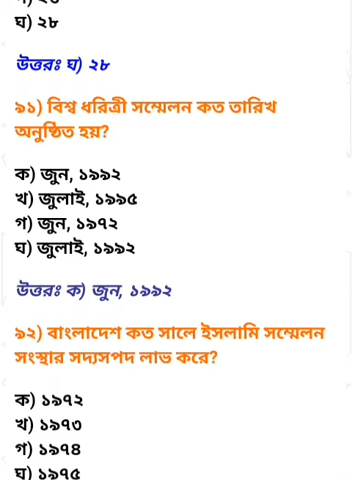 ঘ) ২৮
উত্তরঃ ঘ) ২৮
৯১) বিশ্ব ধরিত্রী সম্মেলন কত তারিখ
অনুষ্ঠিত হয়?
ক) জুন, ১৯৯২
খ) জুলাই, ১৯৯৫
গ) জুন, ১৯৭২
ঘ) জুলাই, ১৯৯২
উত্তরঃ ক) জুন, ১৯৯২
৯২) বাংলাদেশ কত সালে ইসলামি সম্মেলন
সংস্থার সদ্যসপদ লাভ করে?
ক) ১৯৭২
খ) ১৯৭৩
গ) ১৯৭৪
ঘ) ১৯৭৫